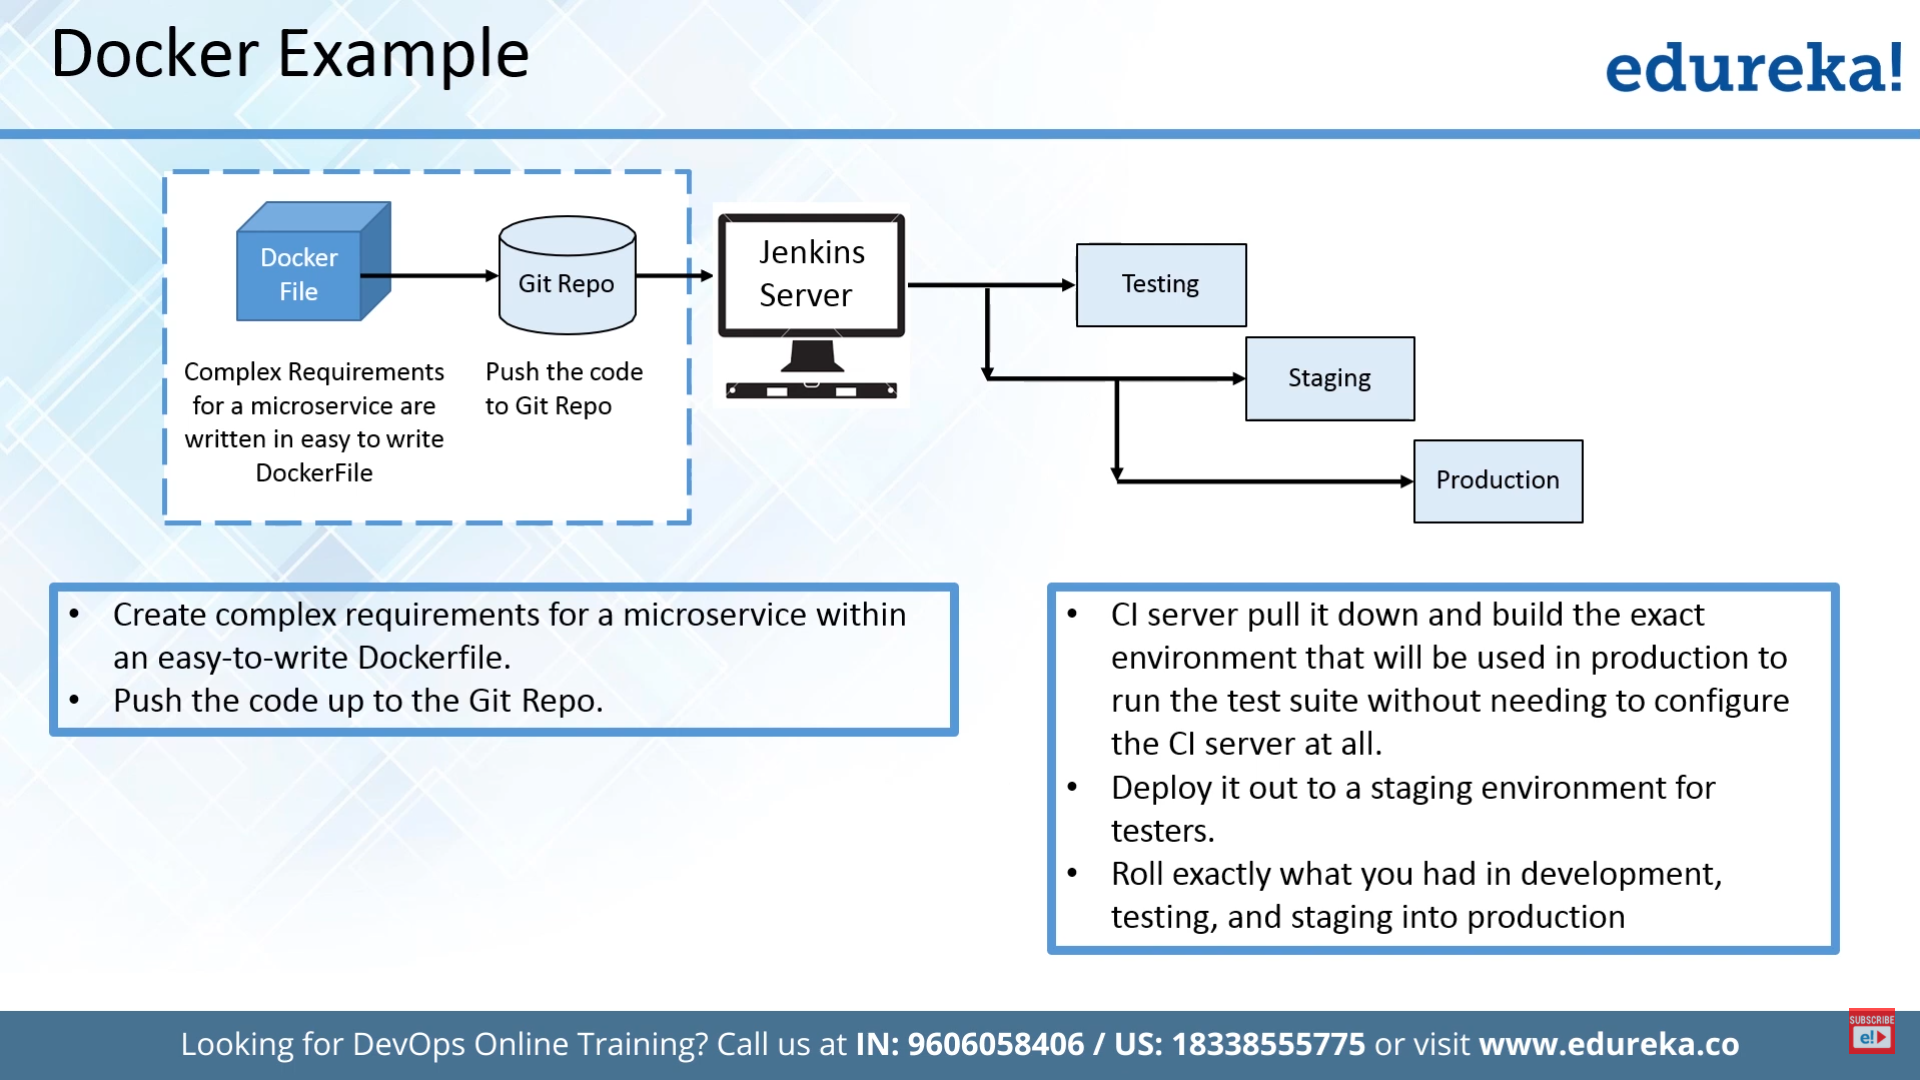 Docker Example
edureka!
Docker
File
Git Repo
Jenkins
Server
Testing
Staging
Production
Complex Requirements
for a microservice are
written in easy to write
DockerFile
Push the code
to Git Repo
• Create complex requirements for a microservice within
an easy-to-write Dockerfile.
• Push the code up to the Git Repo.
• CI server pull it down and build the exact
environment that will be used in production to
run the test suite without needing to configure
the CI server at all.
• Deploy it out to a staging environment for
testers.
• Roll exactly what you had in development,
testing, and staging into production
Looking for DevOps Online Training? Call us at IN: 9606058406 / US: 18338555775 or visit www.edureka.co
SUBSCRIBE
e!